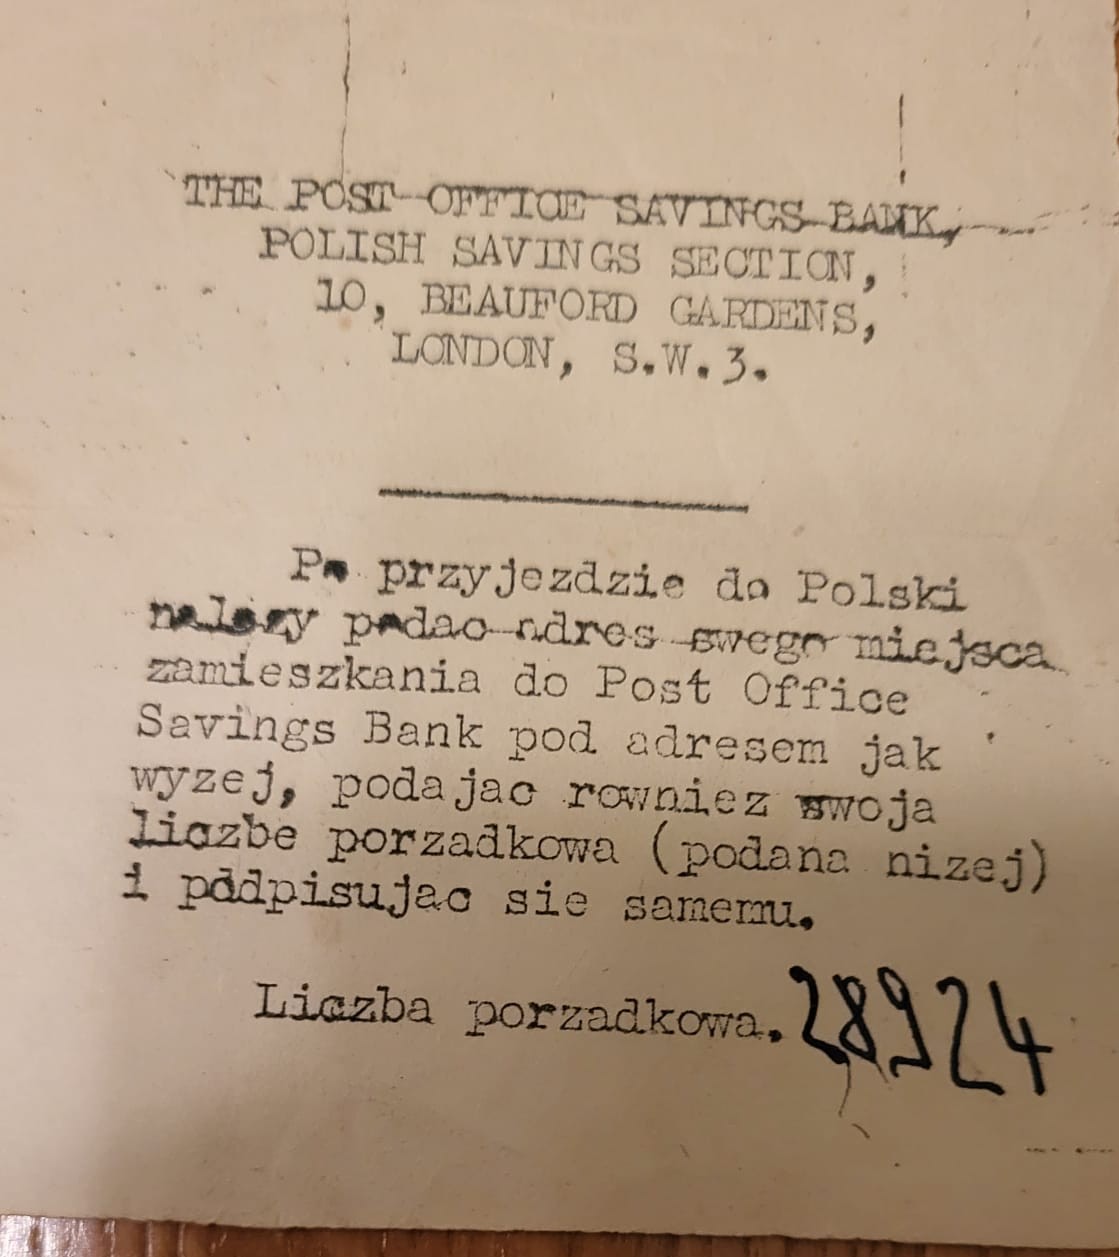 THE POST OFFICE SAVINGS BANK,
POLISH SAVINGS SECTION,
10, BEAUFORD GARDENS,
LONDON, S.W.3.
Po przyjezdzie do Polski
nalezy podac adres swego miejsca
zamieszkania do Post Office
Savings Bank pod adresem jak
wyzej, podajac rowniez swoja
liczbe porzadkowa (podana nizej)
i poddpisujac sie samemu.
Liczba porzadkowa. 28924